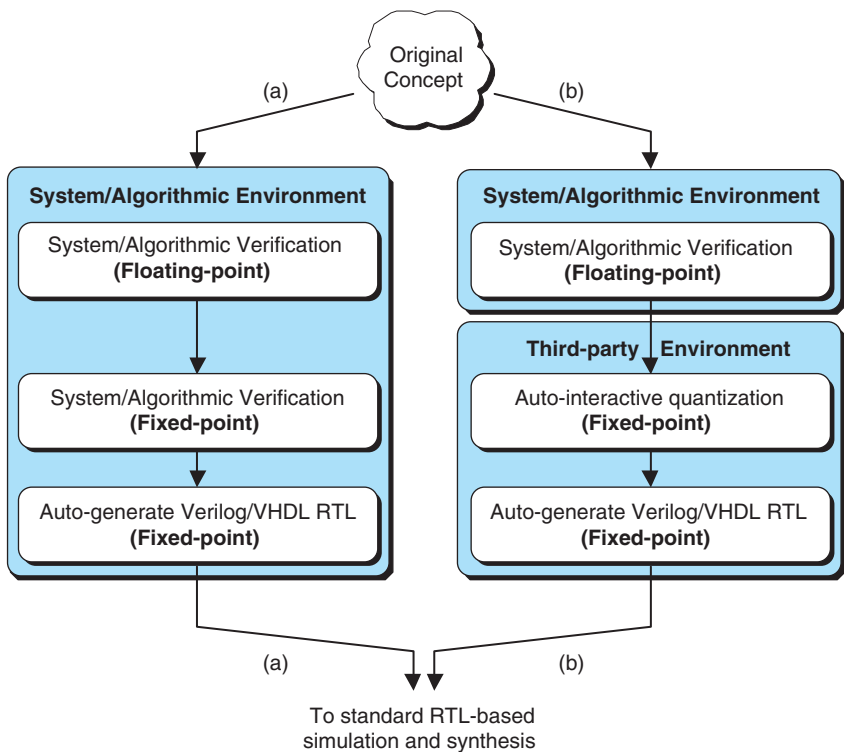 Original
Concept
(a)
(b)
System/Algorithmic Environment
System/Algorithmic Verification
(Floating-point)
System/Algorithmic Verification
(Fixed-point)
Auto-generate Verilog/VHDL RTL
(Fixed-point)
System/Algorithmic Environment
System/Algorithmic Verification
(Floating-point)
Third-party Environment
Auto-interactive quantization
(Fixed-point)
Auto-generate Verilog/VHDL RTL
(Fixed-point)
(a)
(b)
To standard RTL-based
simulation and synthesis